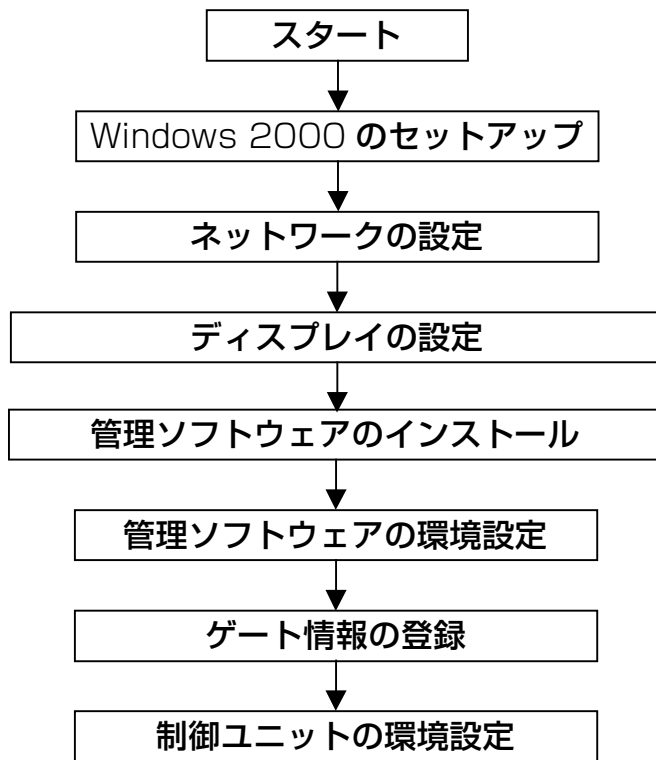 スタート
Windows 2000 のセットアップ
ネットワークの設定
ディスプレイの設定
管理ソフトウェアのインストール
管理ソフトウェアの環境設定
ゲート情報の登録
制御ユニットの環境設定